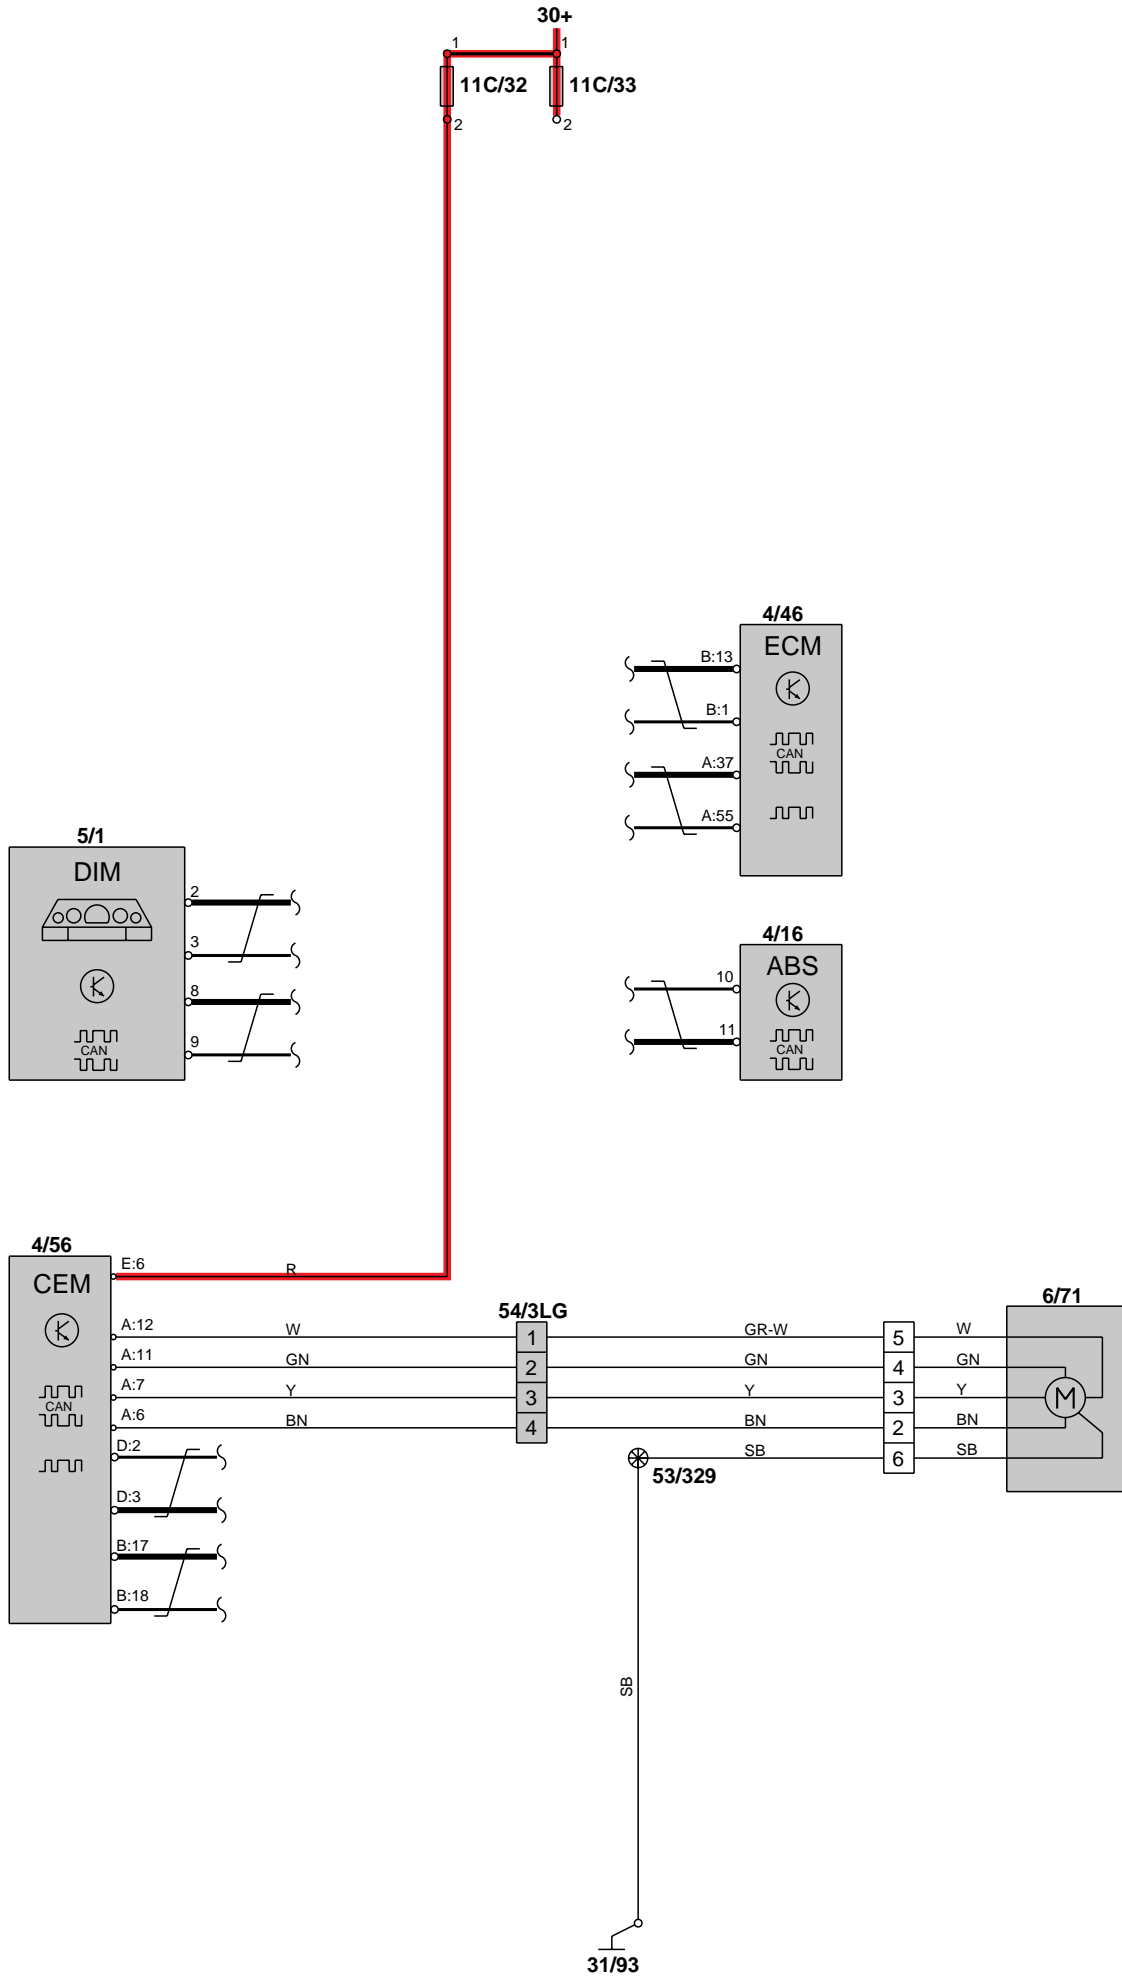 30+
1 1
11C/32 11C/33
2 2
4/46
ECM
B:13
B:1
CAN
A:37
A:55
5/1
DIM
2
3
8
9
CAN
4/16
ABS
10
11
CAN
4/56
CEM
E:6 R
54/3LG
6/71
A:12 W 1 GR-W 5 W
A:11 GN 2 GN 4 GN
A:7 Y 3 Y 3 Y
M
CAN
A:6 BN 4 BN 2 BN
D:2
SB 6 SB
53/329
D:3
B:17
B:18
SB
31/93